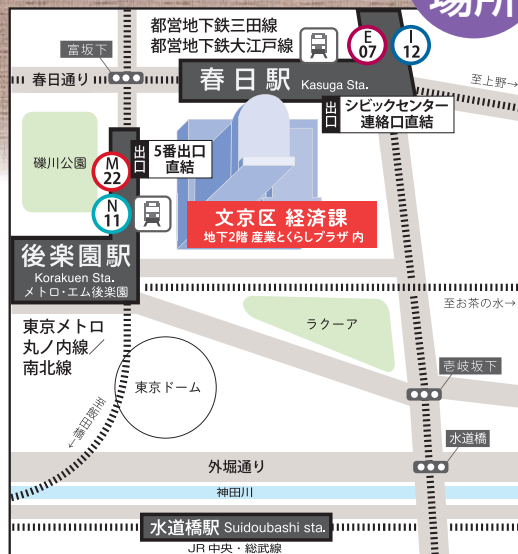 場所
都営地下鉄三田線
都営地下鉄大江戸線
E
07
I
12
富坂下
春日通り
春日駅 Kasuga Sta.
至上野→
出口
シビックセンター
連絡口直結
礫川公園
出口
5番出口
直結
M
22
N
11
文京区 経済課
地下2階 産業とくらしプラザ 内
後楽園駅
Korakuen Sta.
メトロ・エム後楽園
至お茶の水→
東京メトロ
丸ノ内線／
南北線
ラクーア
壱岐坂下
東京ドーム
至飯田橋→
水道橋
外堀通り
神田川
水道橋駅 Suidoubashi sta.
JR 中央・総武線